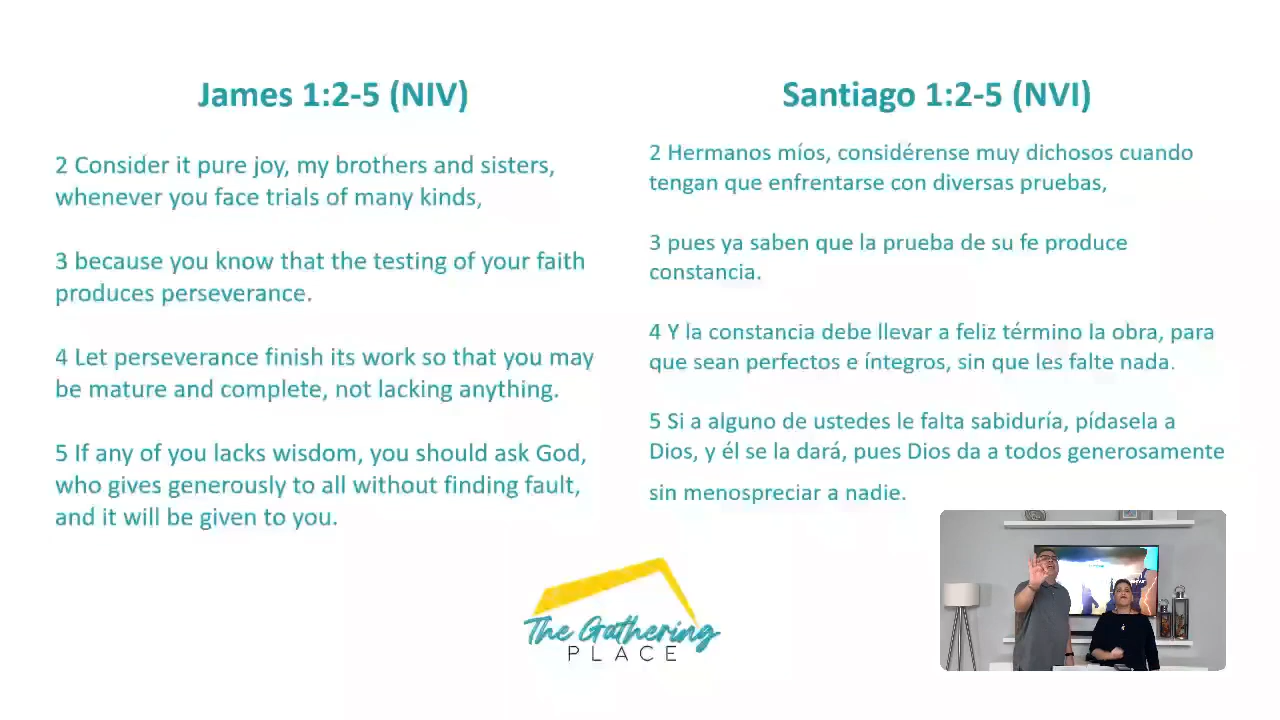 James 1:2-5 (NIV)
2 Consider it pure joy, my brothers and sisters,
whenever you face trials of many kinds,
3 because you know that the testing of your faith
produces perseverance.
4 Let perseverance finish its work so that you may
be mature and complete, not lacking anything.
5 If any of you lacks wisdom, you should ask God,
who gives generously to all without finding fault,
and it will be given to you.
Santiago 1:2-5 (NVI)
2 Hermanos míos, considérense muy dichosos cuando
tengan que enfrentarse con diversas pruebas,
3 pues ya saben que la prueba de su fe produce
constancia.
4 Y la constancia debe llevar a feliz término la obra, para
que sean perfectos e íntegros, sin que les falte nada.
5 Si a alguno de ustedes le falta sabiduría, pídasela a
Dios, y él se la dará, pues Dios da a todos generosamente
sin menospreciar a nadie.
The Gathering
PLACE